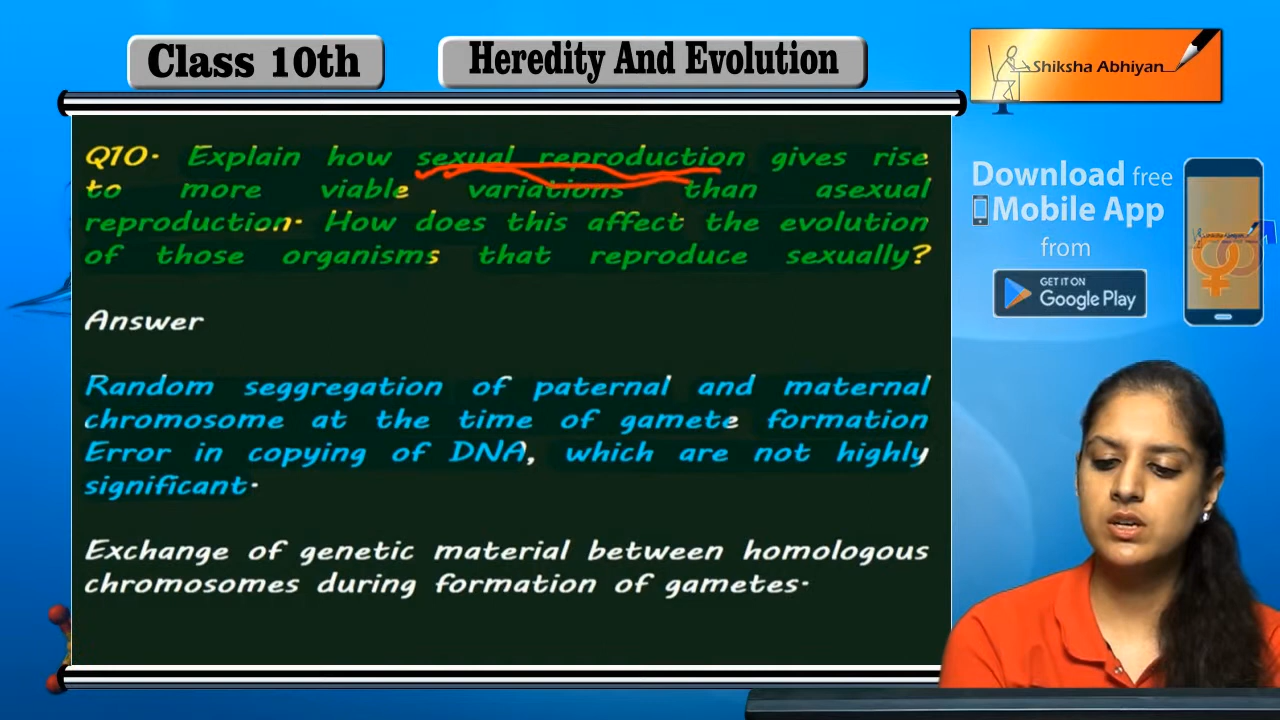 Class 10th
Heredity And Evolution
Shiksha Abhiyan
Q10. Explain how sexual reproduction gives rise
to more viable variations than asexual
reproduction. How does this affect the evolution
of those organisms that reproduce sexually?
Answer
Random seggregation of paternal and maternal
chromosome at the time of gamete formation
Error in copying of DNA, which are not highly
significant.
Exchange of genetic material between homologous
chromosomes during formation of gametes.
Download free
Mobile App
from
GET IT ON
Google Play